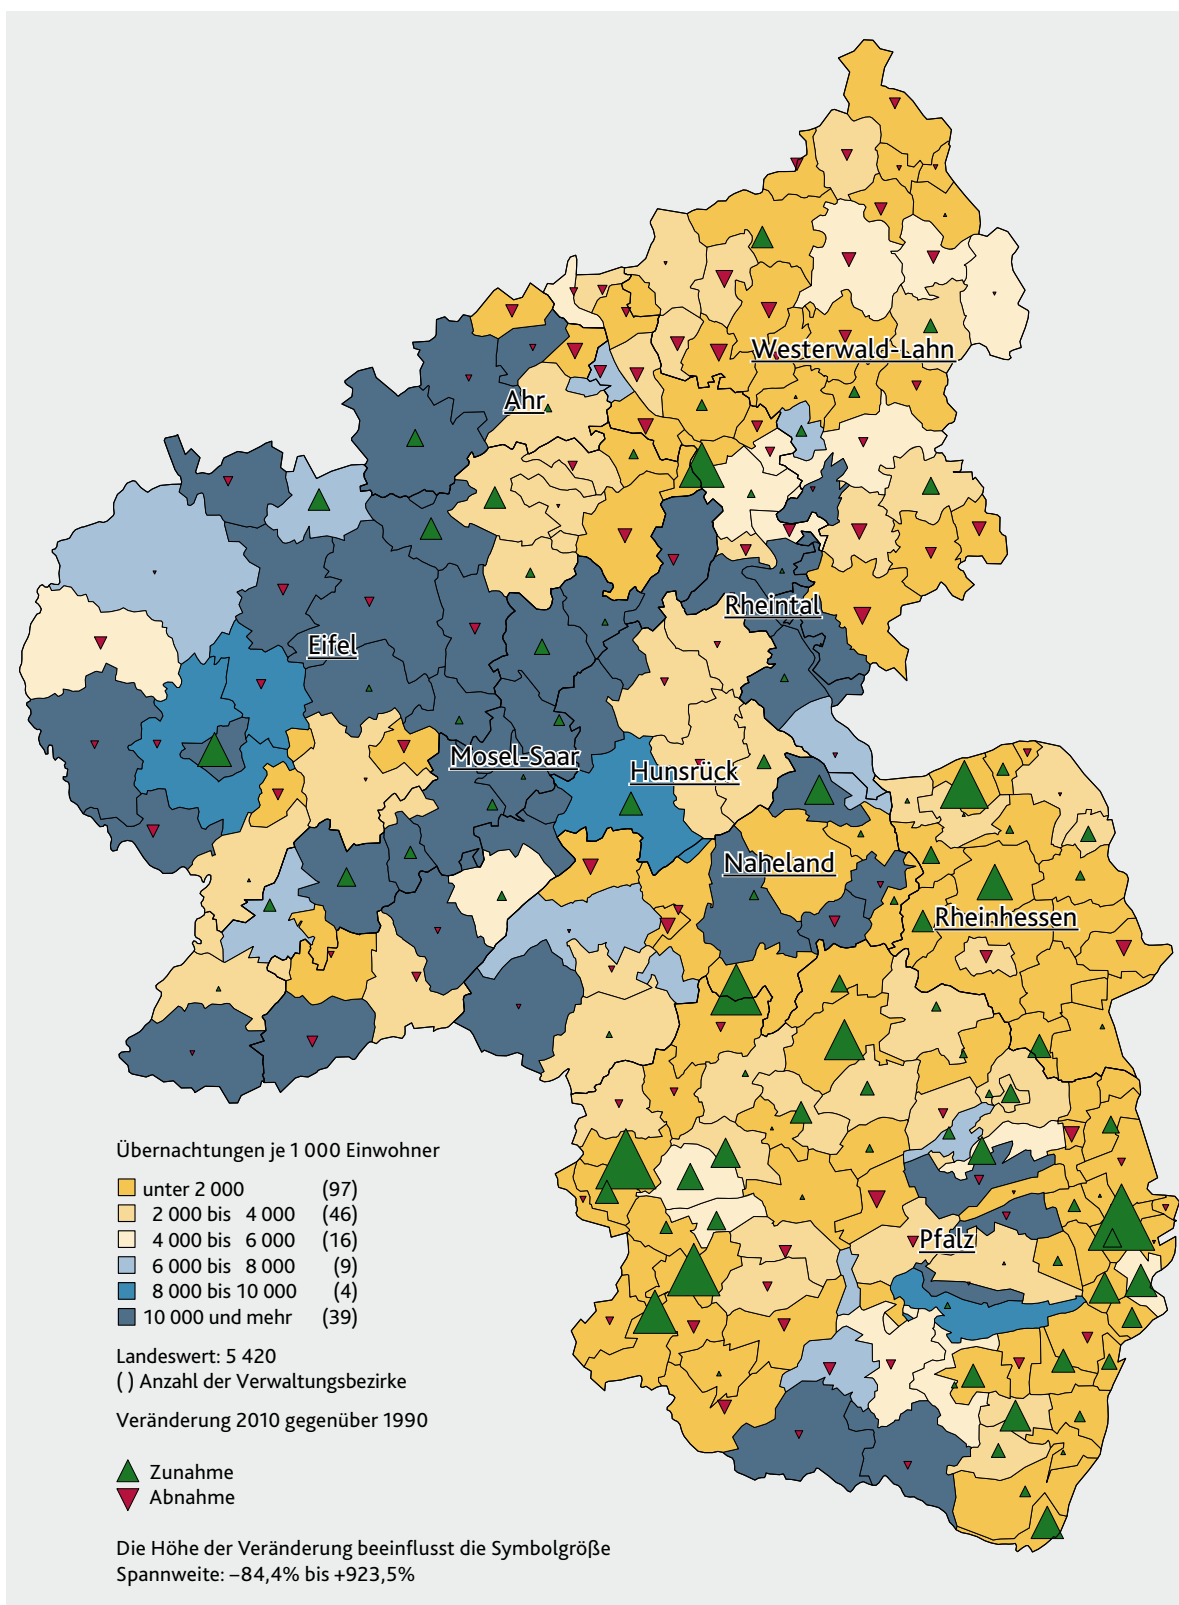 Westerwald-Lahn
Ahr
Rheintal
Eifel
Mosel-Saar
Hunsrück
Naheland
Rheinhessen
Pfalz
Übernachtungen je 1 000 Einwohner
unter 2 000 (97)
2 000 bis 4 000 (46)
4 000 bis 6 000 (16)
6 000 bis 8 000 (9)
8 000 bis 10 000 (4)
10 000 und mehr (39)
Landeswert: 5 420
( ) Anzahl der Verwaltungsbezirke
Veränderung 2010 gegenüber 1990
Zunahme
Abnahme
Die Höhe der Veränderung beeinflusst die Symbolgröße
Spannweite: –84,4% bis +923,5%